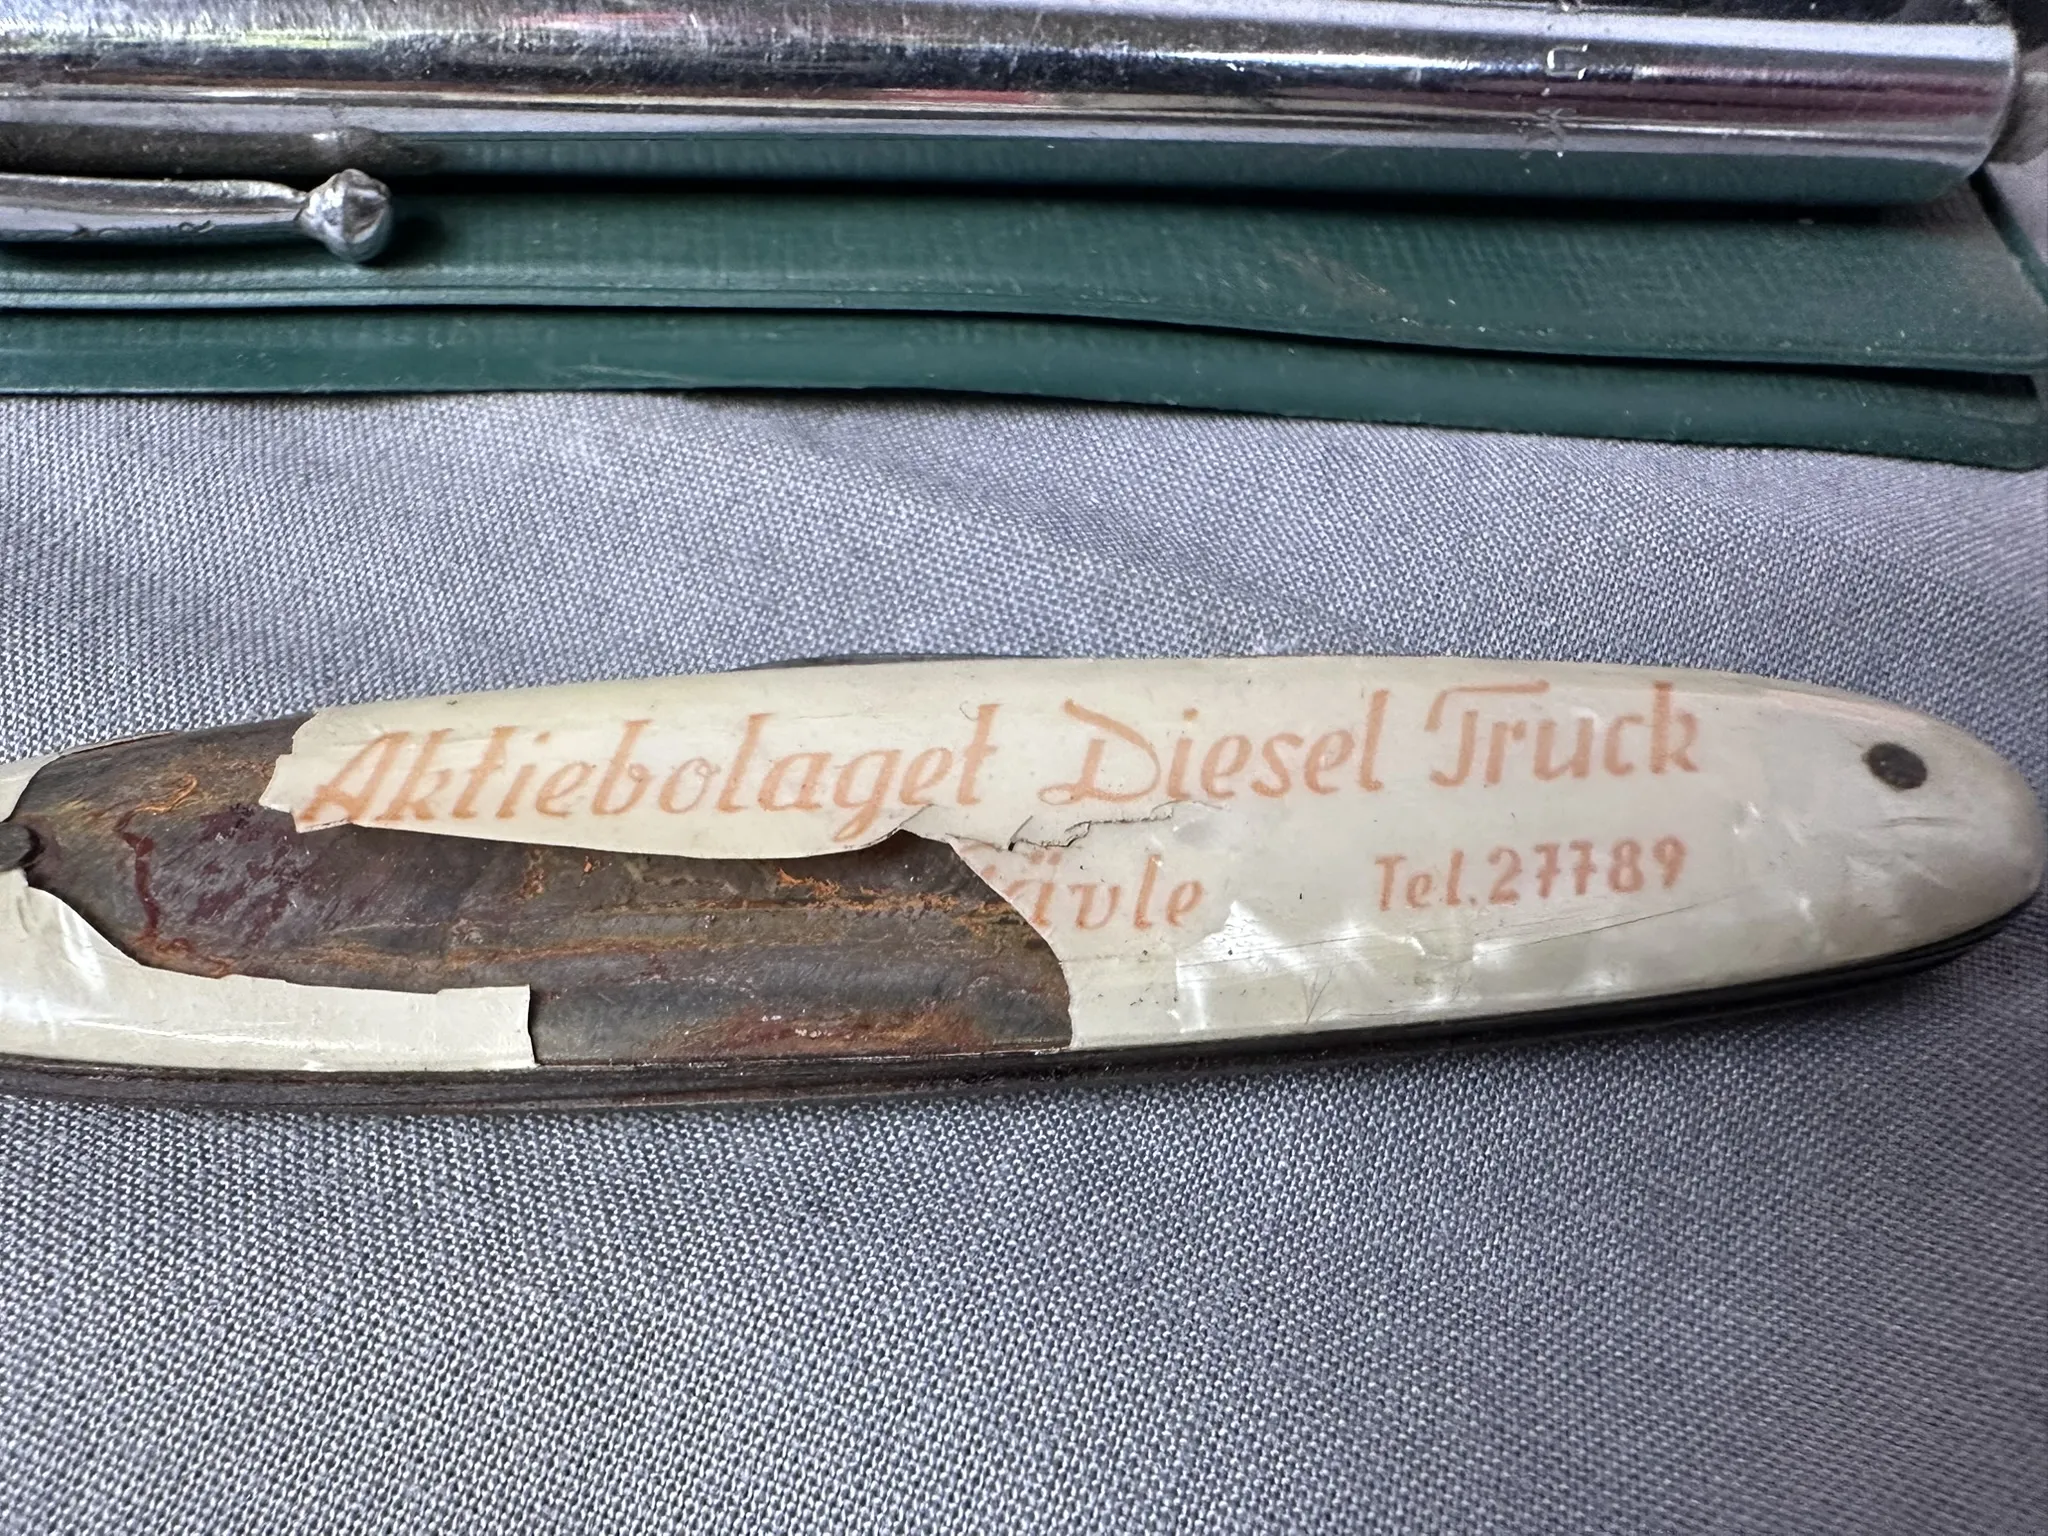 Aktiebolaget Diesel Truck
ävle Tel. 27789